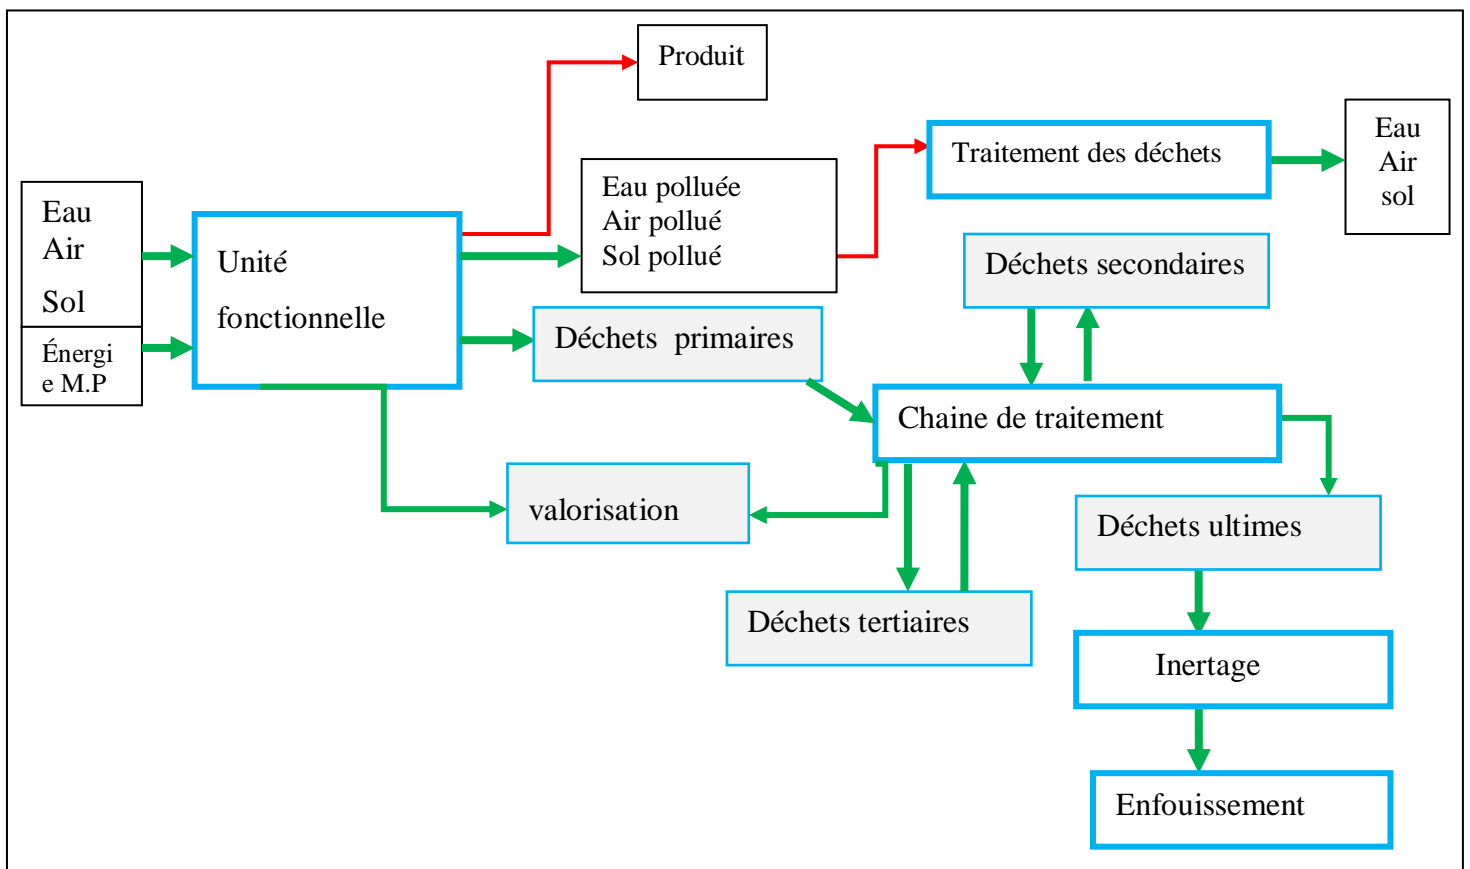 Produit
Eau
Air
sol
Traitement des déchets
Eau polluée
Air pollué
Sol pollué
Eau
Air
Sol
Énergi
e M.P
Unité
fonctionnelle
Déchets secondaires
Déchets primaires
Chaine de traitement
valorisation
Déchets ultimes
Déchets tertiaires
Inertage
Enfouissement